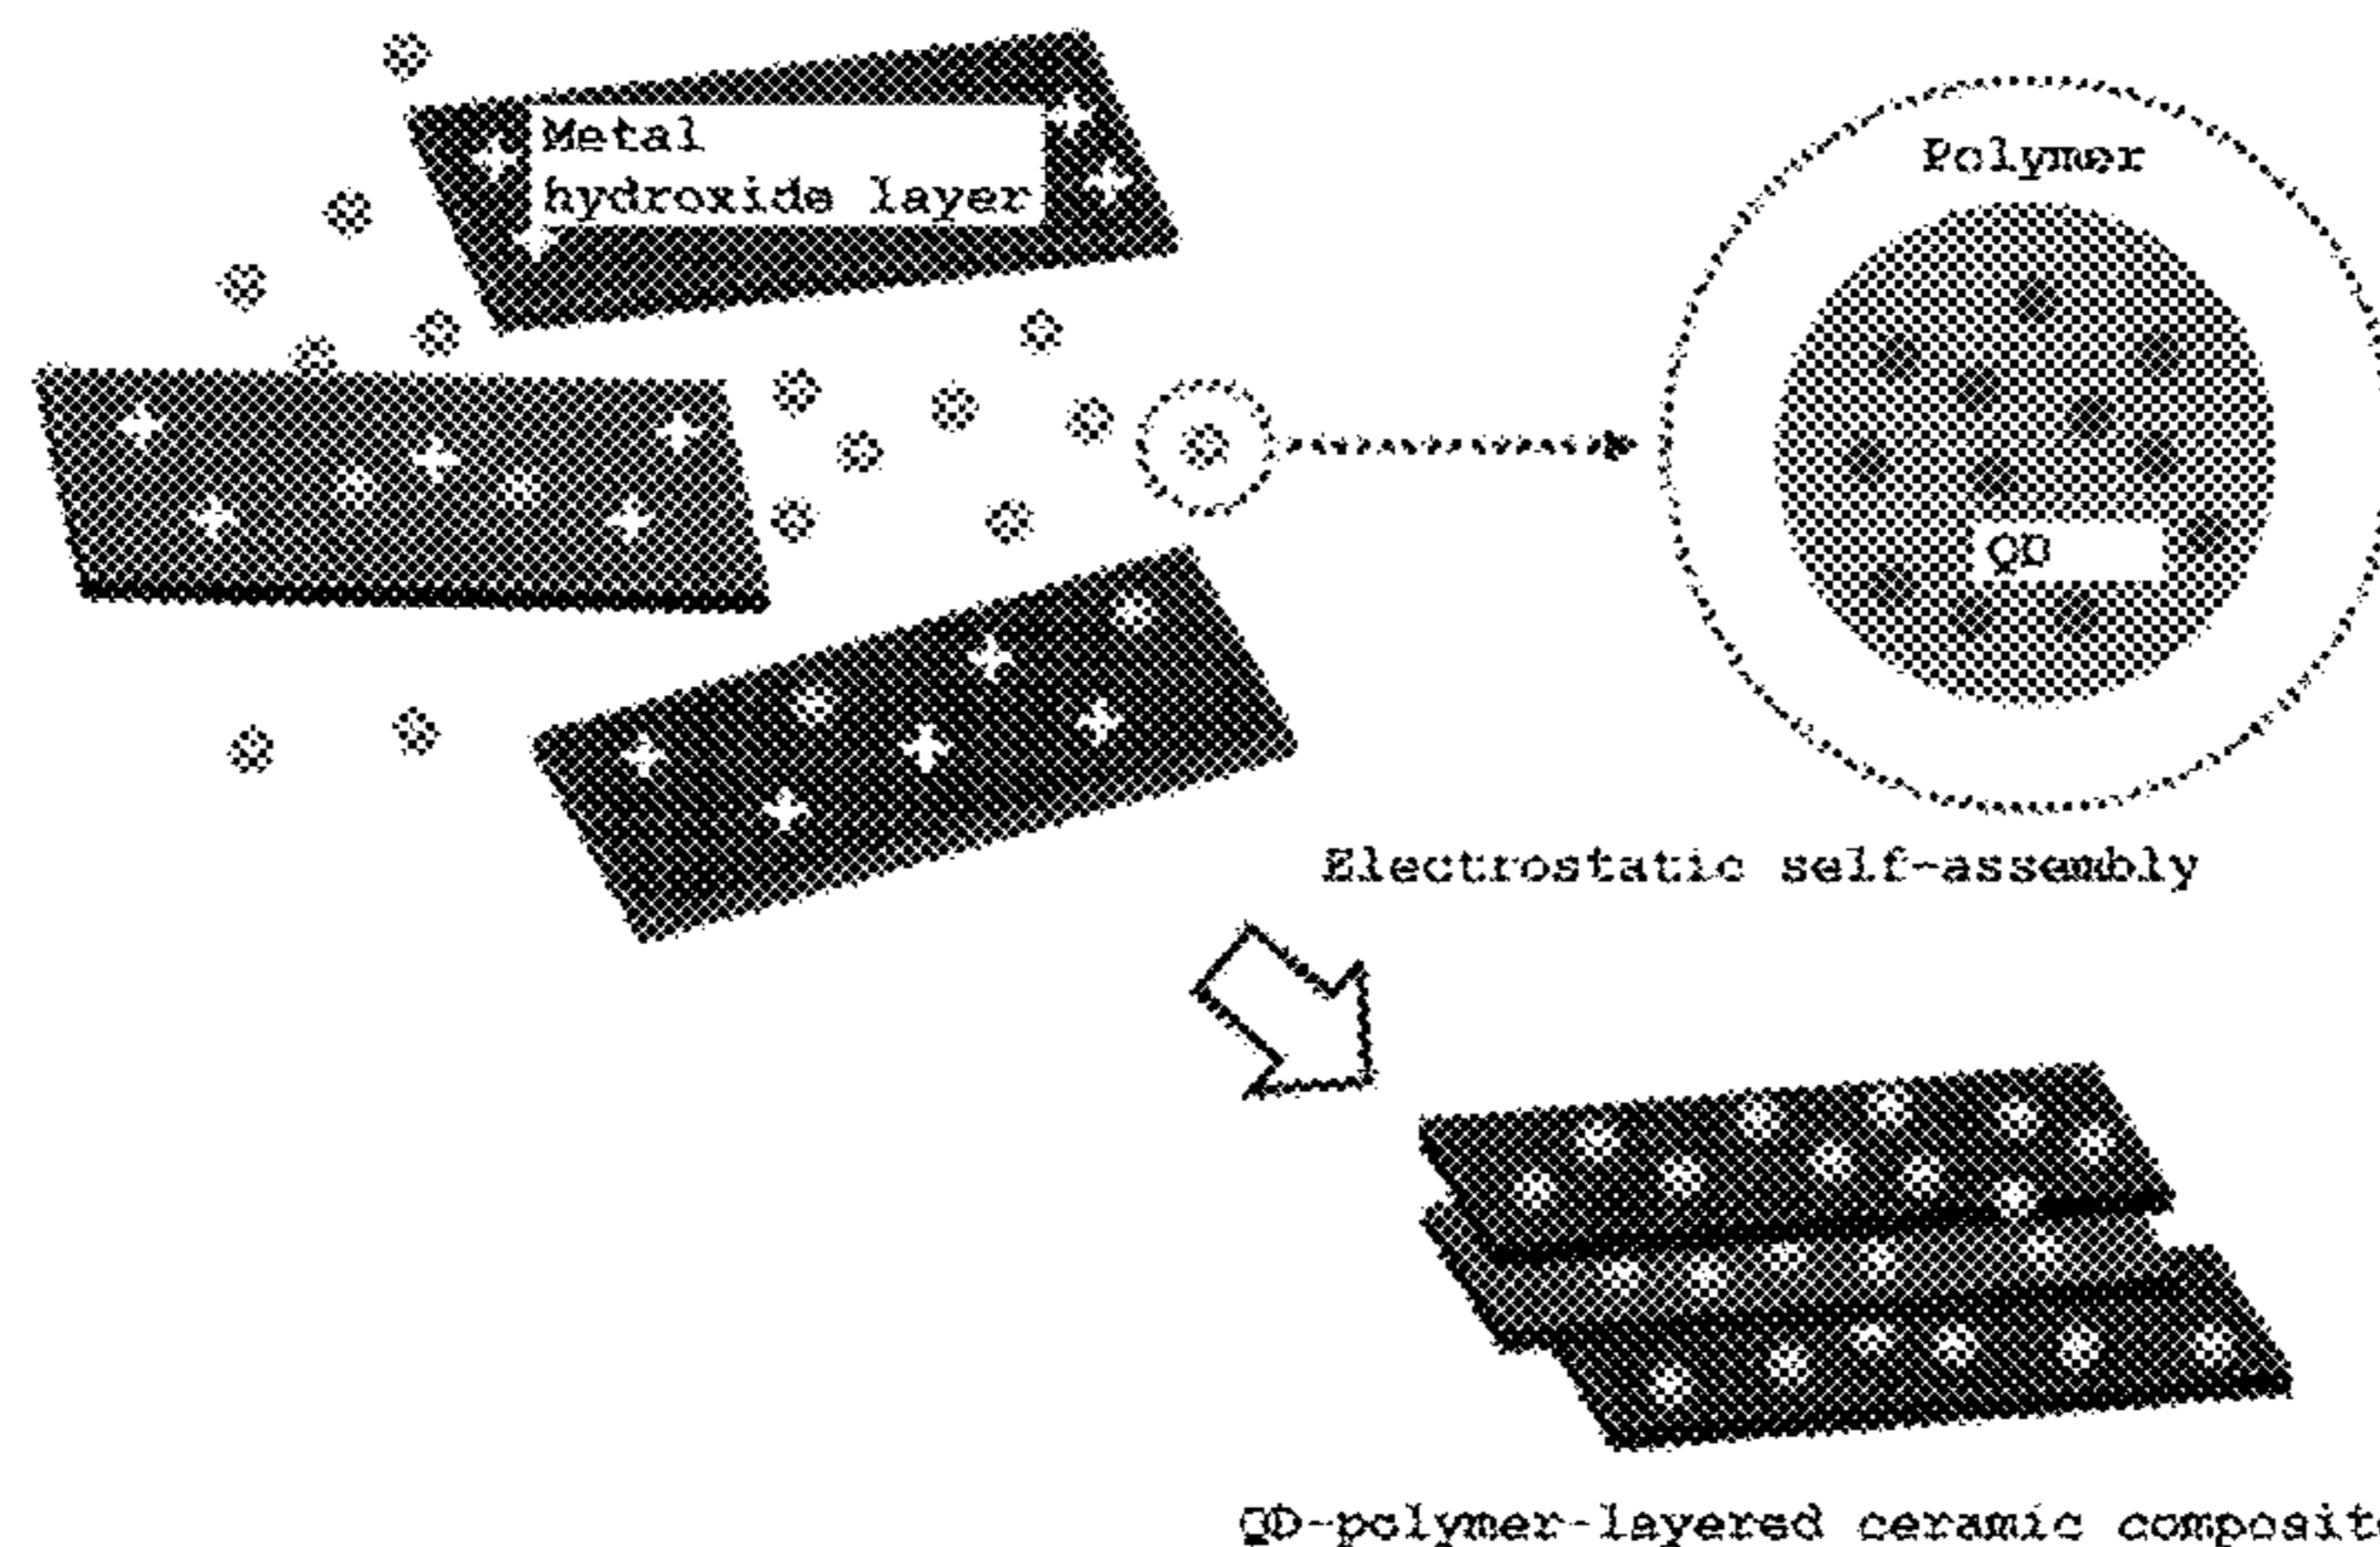 Metal
hydroxide layer
Polymer
QD
Electrostatic self-assembly
QD-polymer-layered ceramic composit